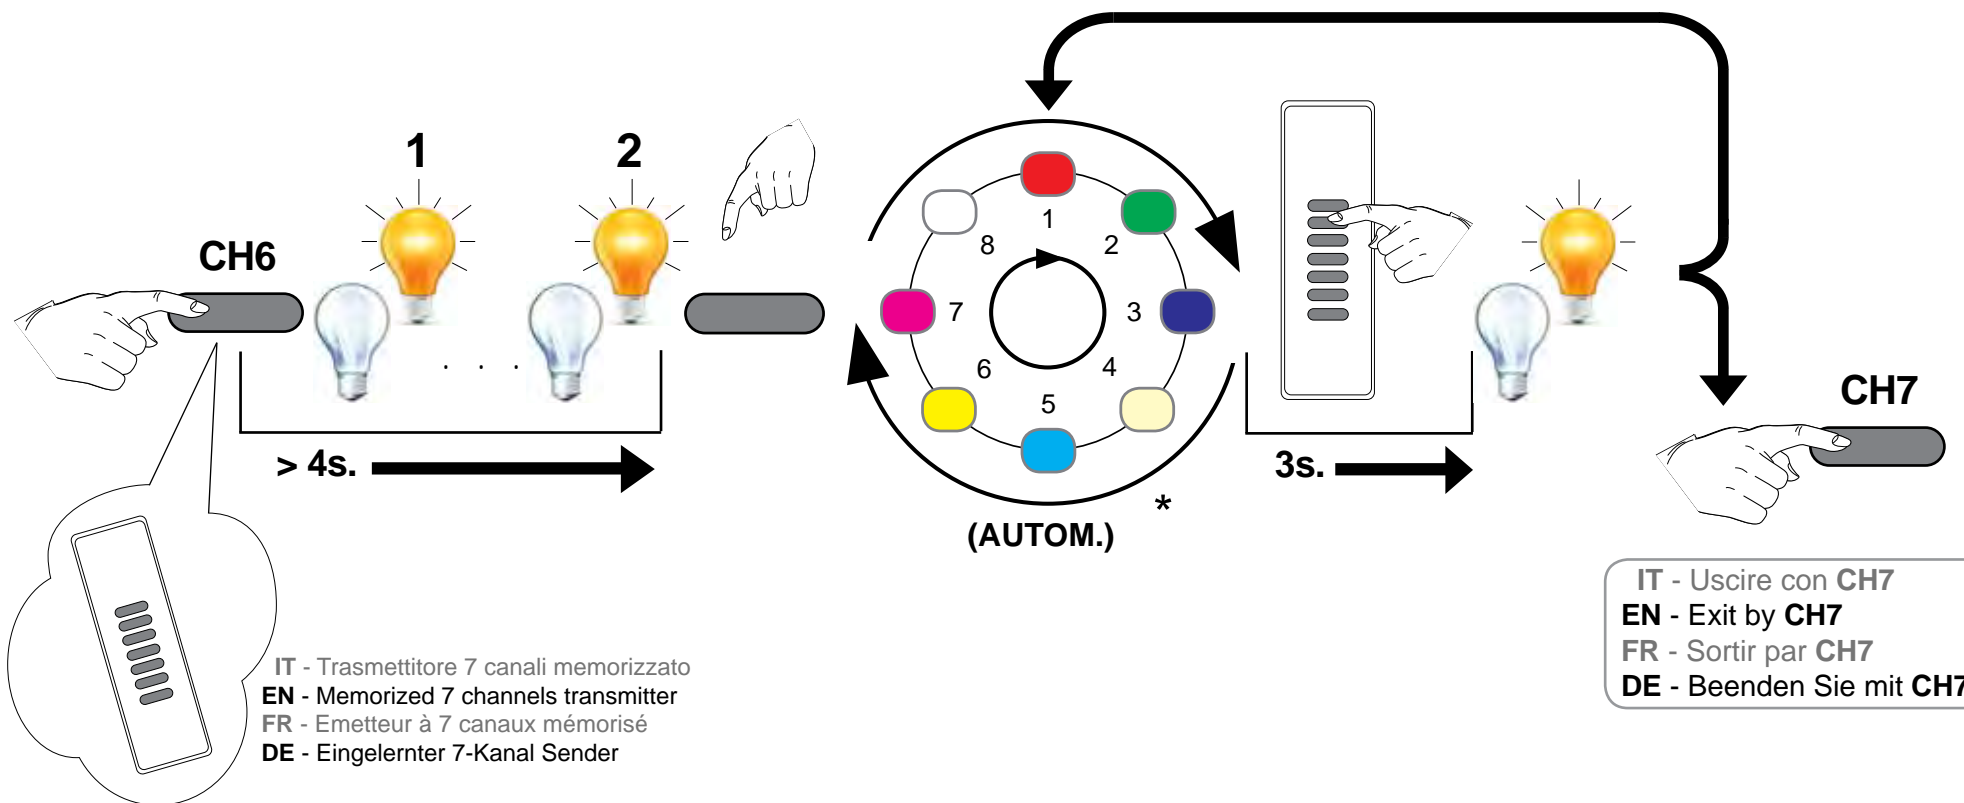 1
2
CH6
. . .
> 4s.
1
2
3
4
5
6
7
8
*
(AUTOM.)
3s.
CH7
IT - Trasmettitore 7 canali memorizzato
EN - Memorized 7 channels transmitter
FR - Emetteur à 7 canaux mémorisé
DE - Eingelernter 7-Kanal Sender
IT - Uscire con CH7
EN - Exit by CH7
FR - Sortir par CH7
DE - Beenden Sie mit CH7